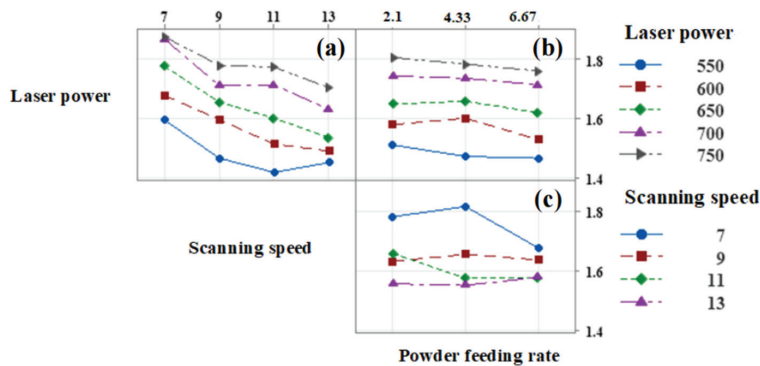 7 9 11 13 2.1 4.33 6.67
(a) (b)
Laser power
1.8
1.6
1.4
Laser power
550
600
650
700
750
(c)
Scanning speed
1.8
1.6
1.4
Scanning speed
7
9
11
13
Powder feeding rate